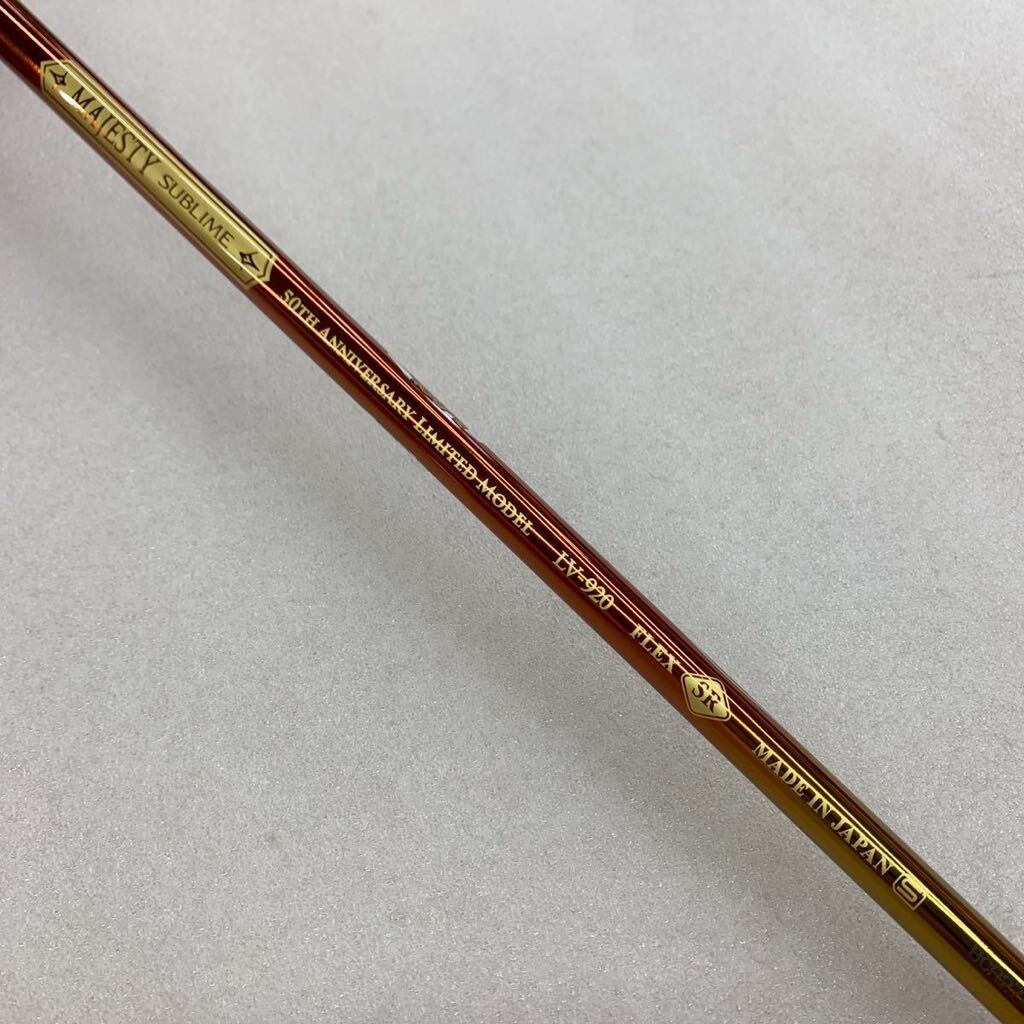 MAJESTY SUBLIME 50TH ANNIVERSARY LIMITED MODEL LV-920 FLEX SR MADE IN JAPAN S